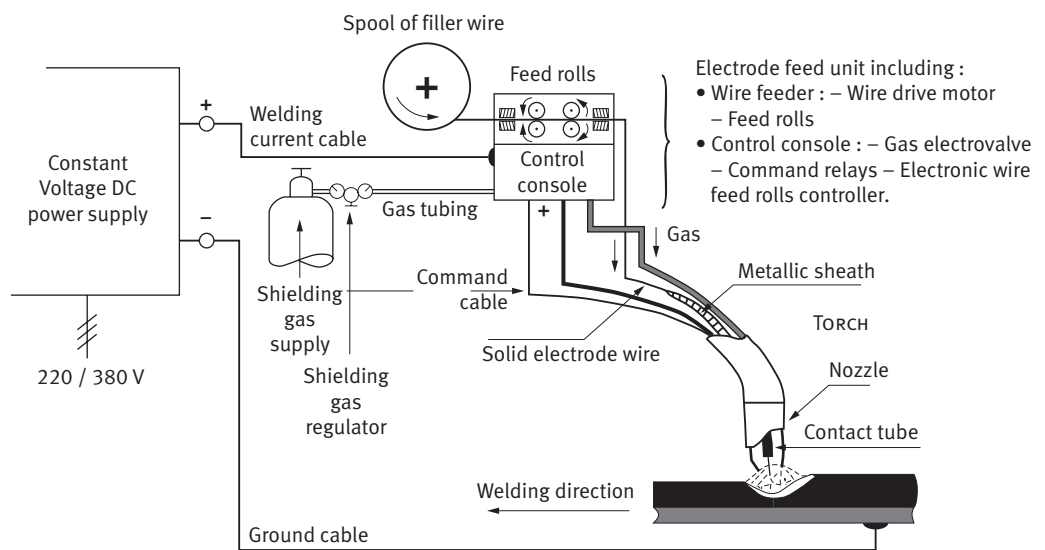 Spool of filler wire
+
Feed rolls
Electrode feed unit including :
• Wire feeder : – Wire drive motor
– Feed rolls
• Control console : – Gas electrovalve
– Command relays – Electronic wire
feed rolls controller.
+
Welding
current cable
Constant
Voltage DC
power supply
Control
console
+
Gas tubing
–
Gas
Metallic sheath
Command
cable
Shielding
gas
supply
TORCH
Solid electrode wire
220 / 380 V
Shielding
gas
regulator
Nozzle
Contact tube
Welding direction
Ground cable